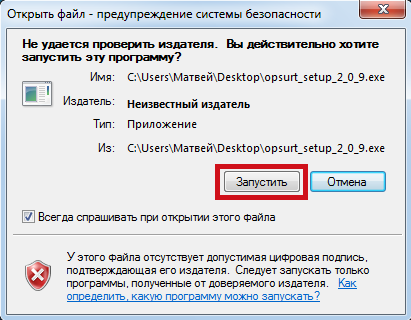 Открыть файл - предупреждение системы безопасности
Не удается проверить издателя. Вы действительно хотите
запустить эту программу?
Имя: C:\Users\Матвей\Desktop\opsurt_setup_2_0_9.exe
Издатель: Неизвестный издатель
Тип: Приложение
Из: C:\Users\Матвей\Desktop\opsurt_setup_2_0_9.exe
Запустить Отмена
Всегда спрашивать при открытии этого файла
У этого файла отсутствует допустимая цифровая подпись,
подтверждающая его издателя. Следует запускать только
программы, полученные от доверяемого издателя. Как
определить, какую программу можно запускать?